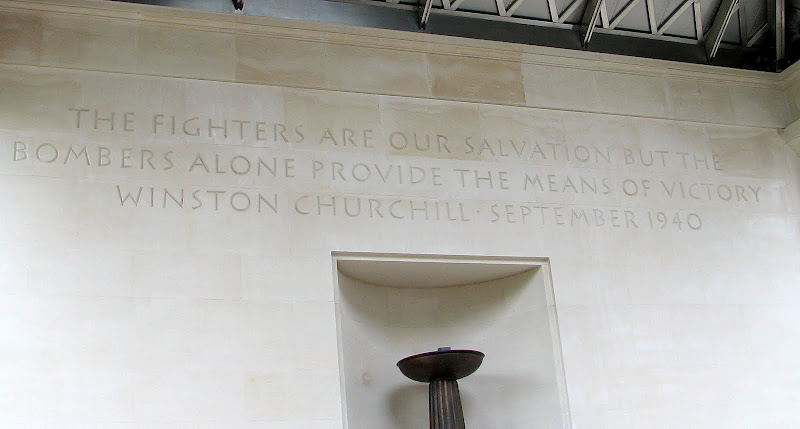 THE FIGHTERS ARE OUR SALVATION BUT THE
BOMBERS ALONE PROVIDE THE MEANS OF VICTORY
WINSTON CHURCHILL · SEPTEMBER 1940